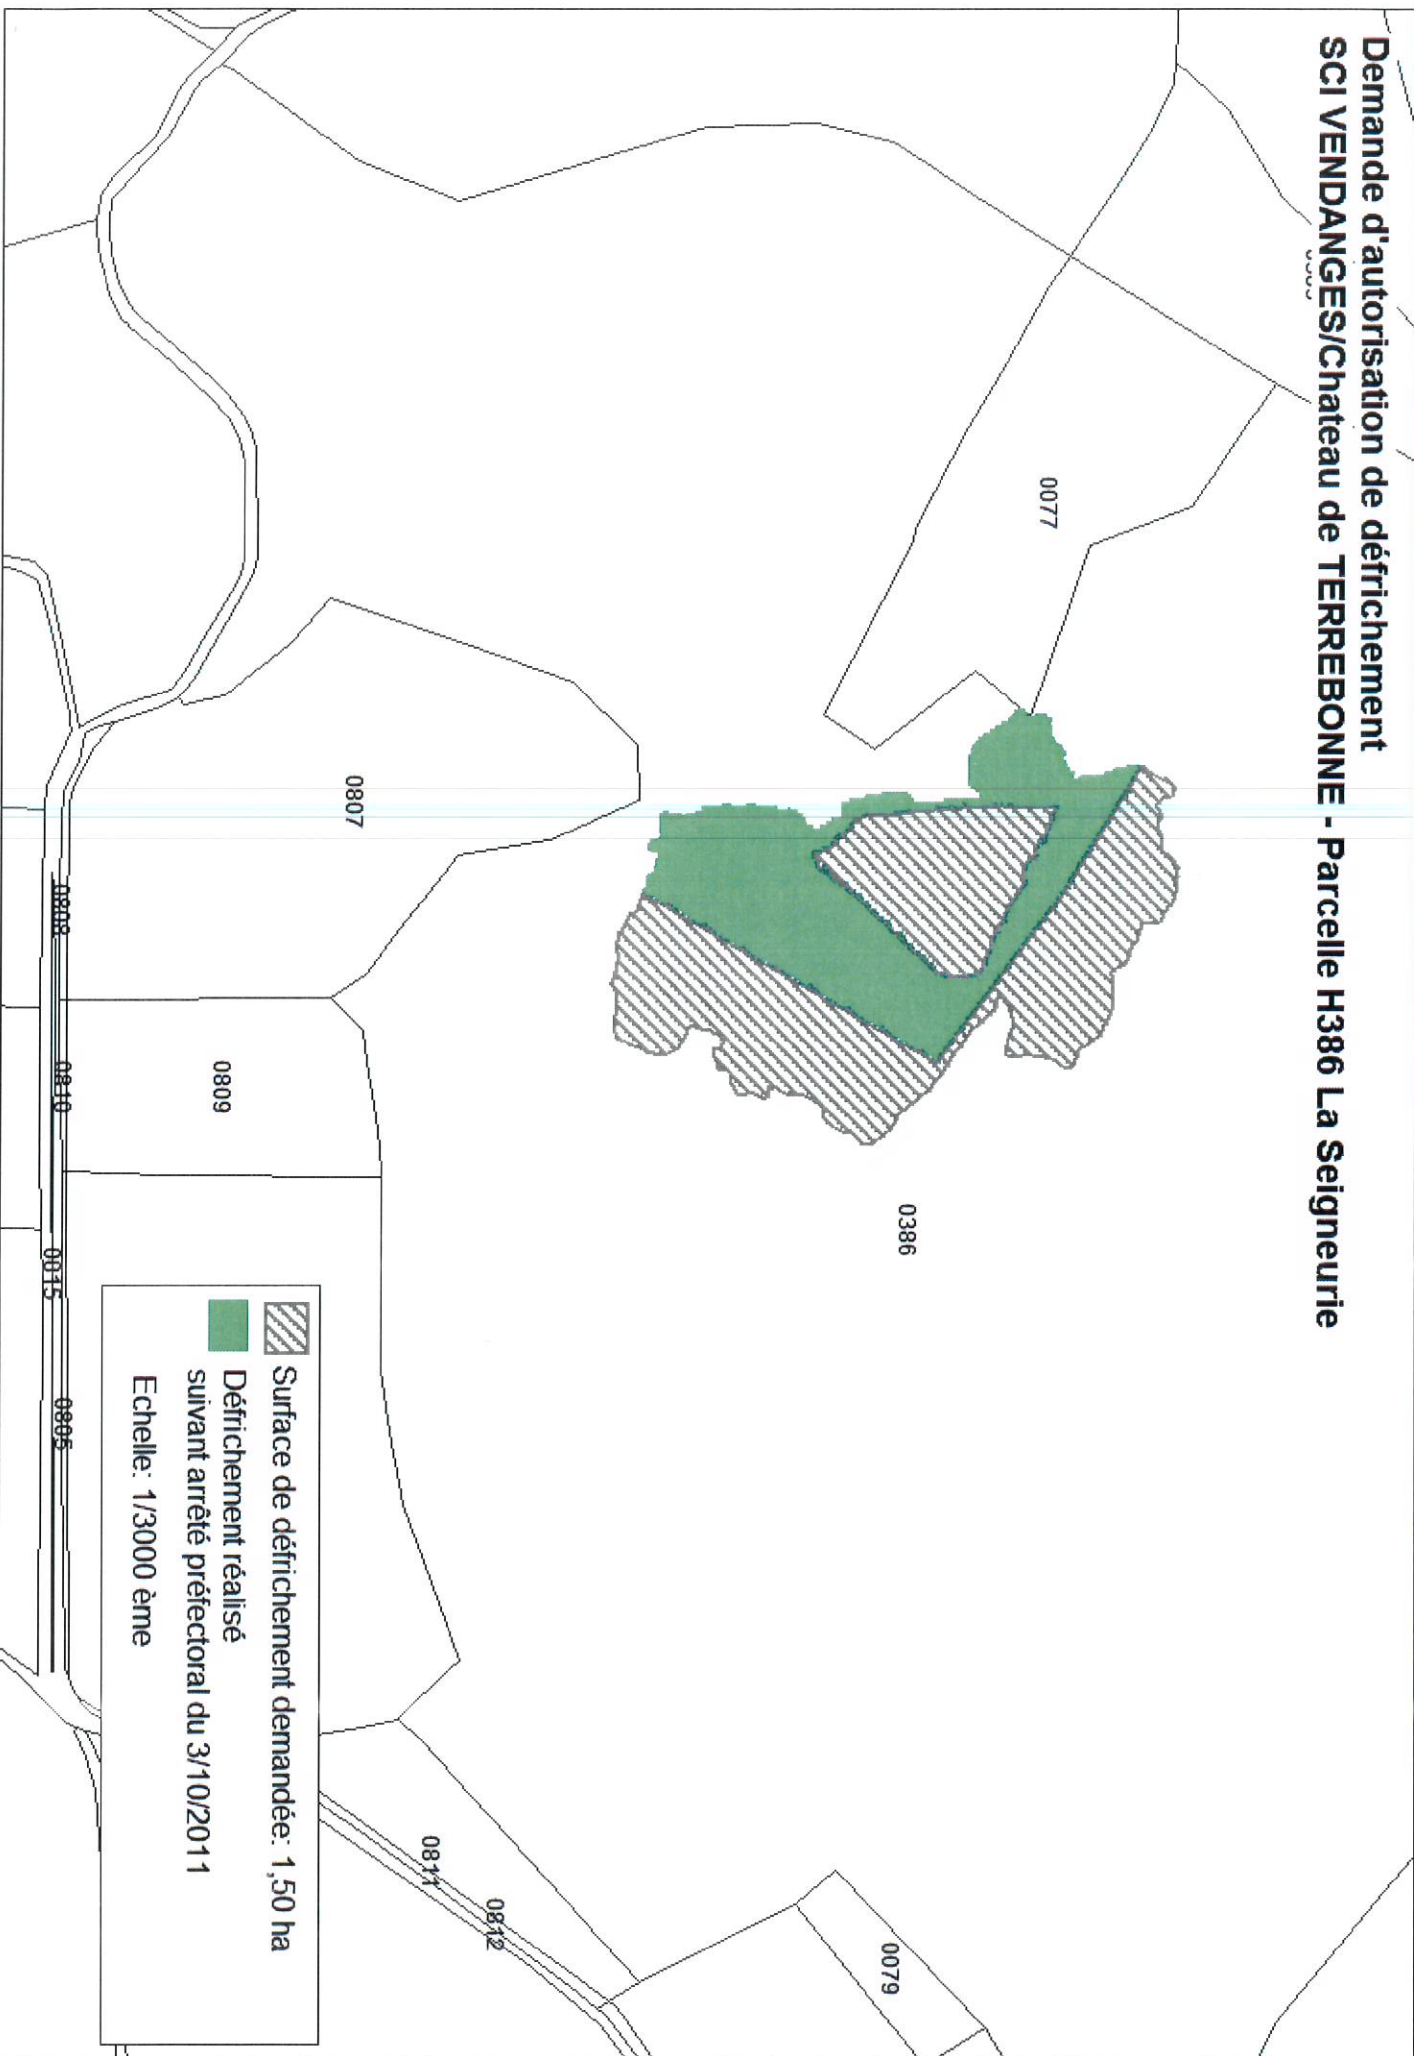 Demande d'autorisation de défrichement
SCI VENDANGES/Chateau de TERREBONNE - Parcelle H386 La Seigneurie
0077
0386
0079
0807
0809
0812
0811
0808
0810
0015
0805
Surface de défrichement demandée: 1,50 ha
Défrichement réalisé
suivant arrêté préfectoral du 3/10/2011
Echelle: 1/3000 ème